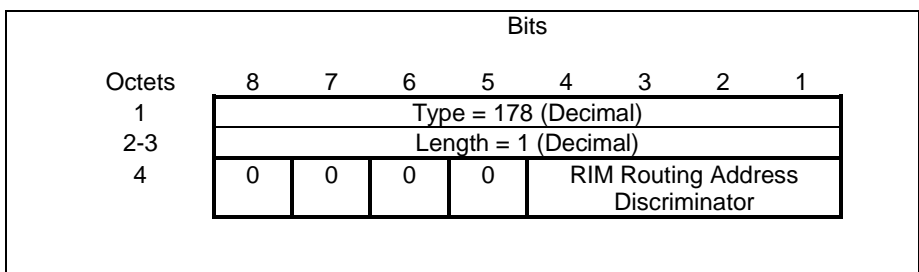 Bits
Octets 8 7 6 5 4 3 2 1
1 Type = 178 (Decimal)
2-3 Length = 1 (Decimal)
4 0 0 0 0 RIM Routing Address
Discriminator